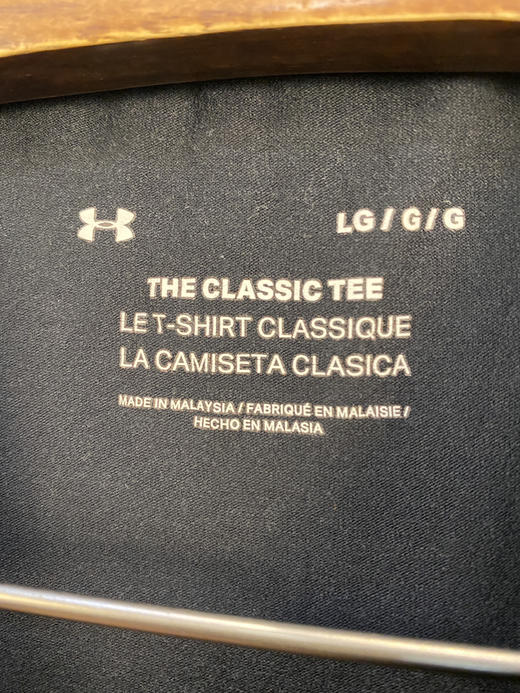 LG / G / G
THE CLASSIC TEE
LE T-SHIRT CLASSIQUE
LA CAMISETA CLASICA
MADE IN MALAYSIA / FABRIQUÉ EN MALAISIE /
HECHO EN MALASIA